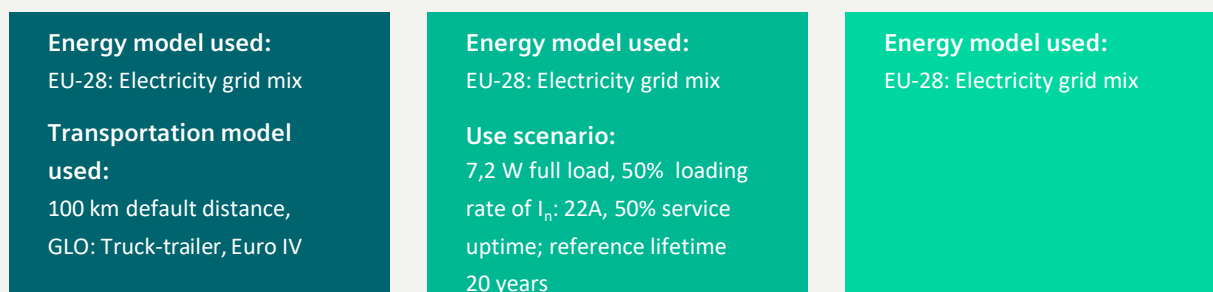 Energy model used:
EU-28: Electricity grid mix
Transportation model
used:
100 km default distance,
GLO: Truck-trailer, Euro IV
Energy model used:
EU-28: Electricity grid mix
Use scenario:
7,2 W full load, 50% loading
rate of Iₙ: 22A, 50% service
uptime; reference lifetime
20 years
Energy model used:
EU-28: Electricity grid mix